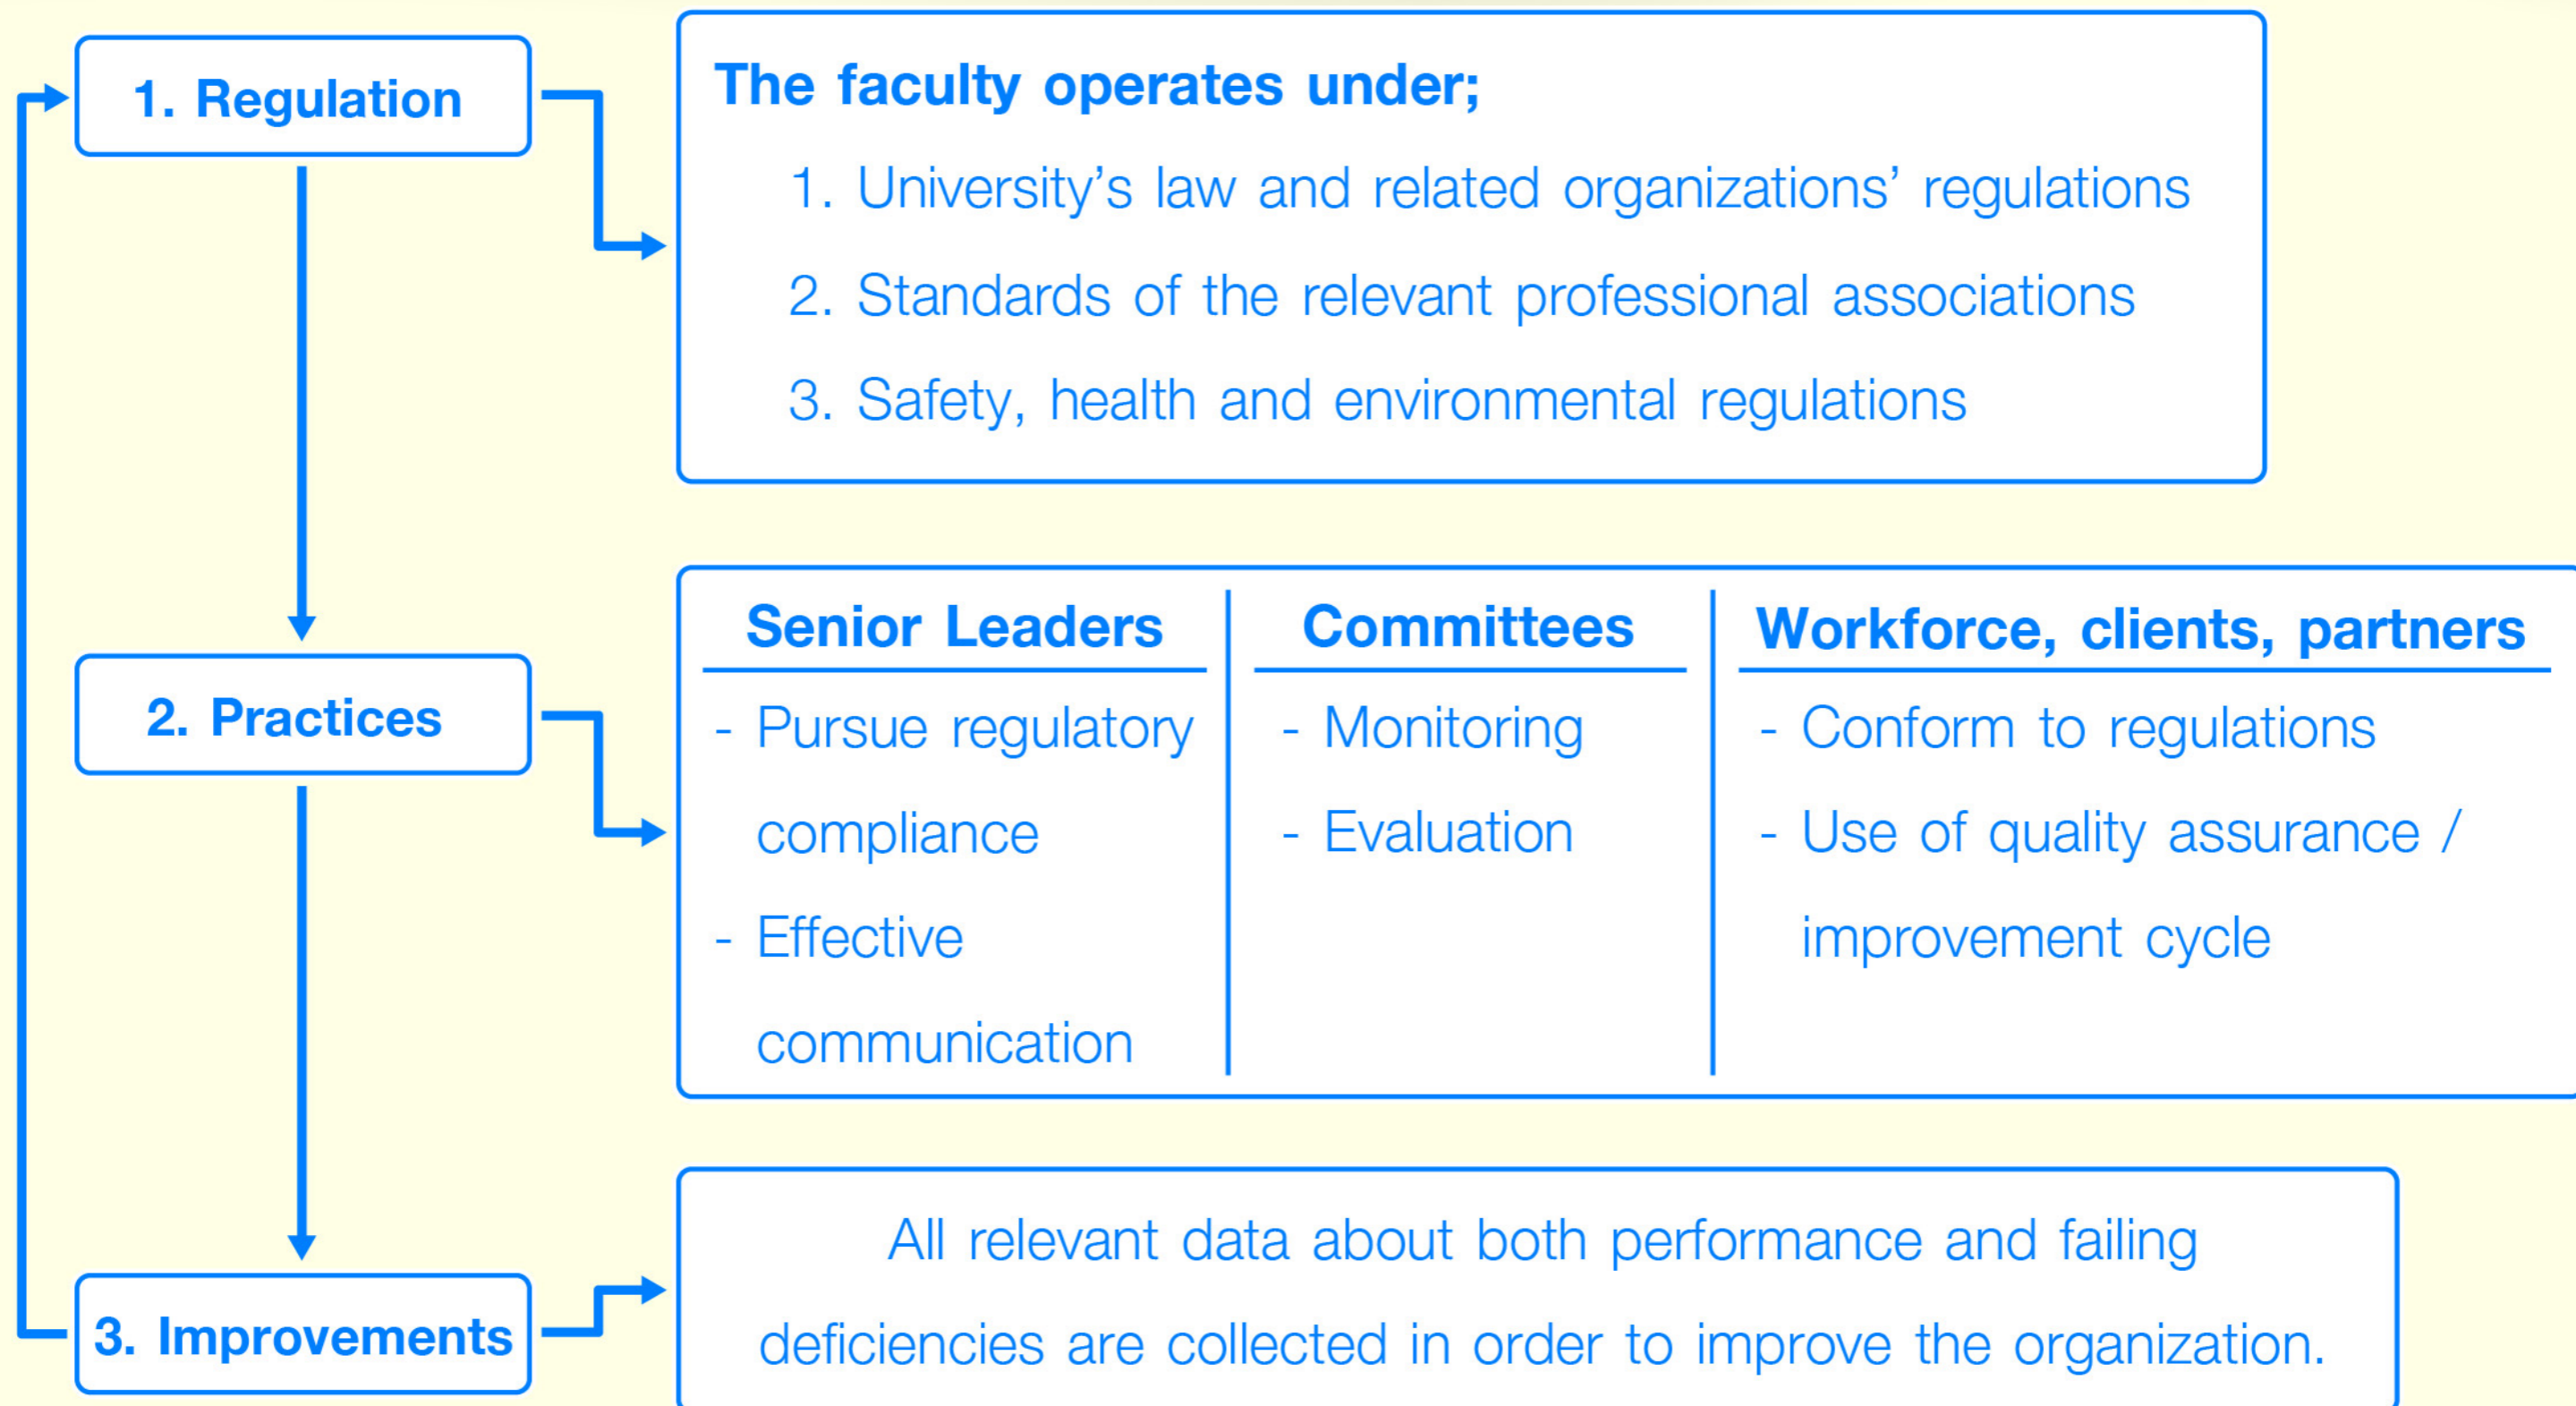 1. Regulation
The faculty operates under;
1. University’s law and related organizations’ regulations
2. Standards of the relevant professional associations
3. Safety, health and environmental regulations
2. Practices
Senior Leaders
- Pursue regulatory
compliance
- Effective
communication
Committees
- Monitoring
- Evaluation
Workforce, clients, partners
- Conform to regulations
- Use of quality assurance /
improvement cycle
3. Improvements
All relevant data about both performance and failing
deficiencies are collected in order to improve the organization.